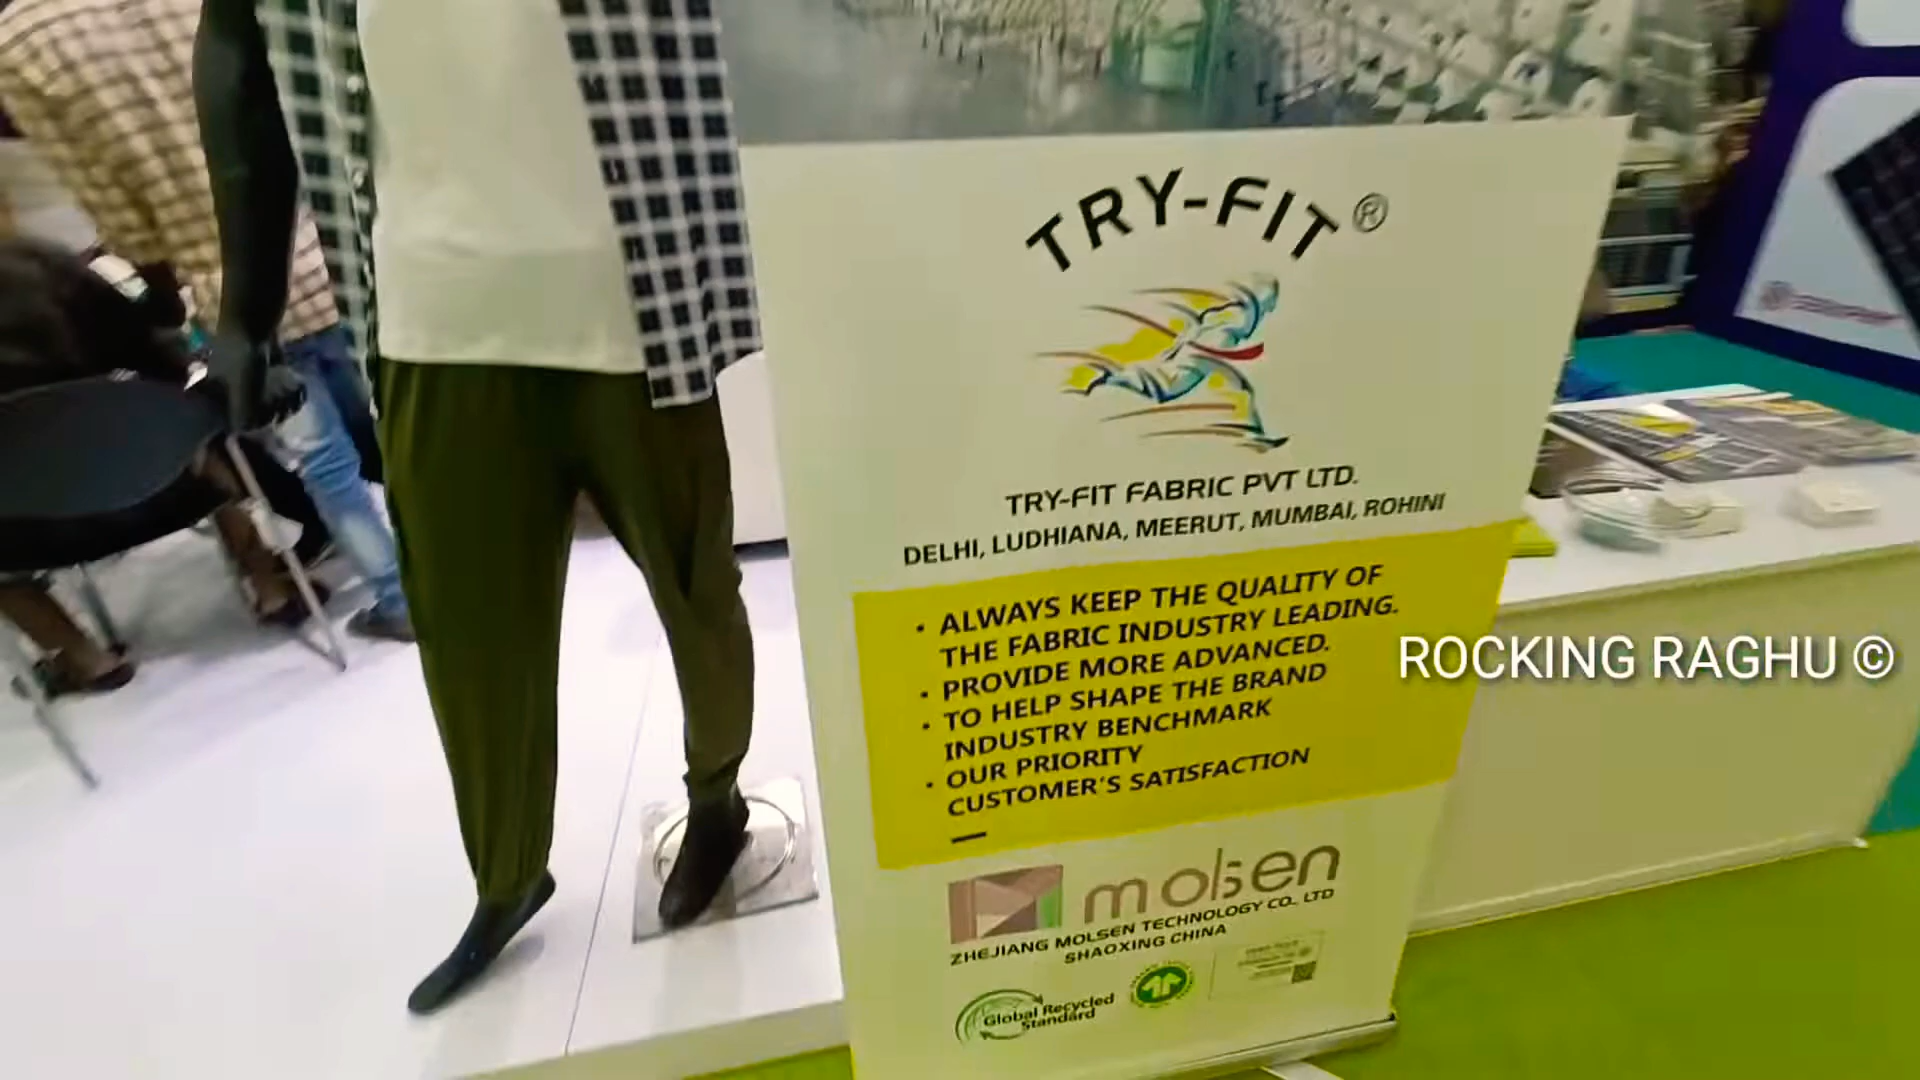 TRY-FIT ®
TRY-FIT FABRIC PVT LTD.
DELHI, LUDHIANA, MEERUT, MUMBAI, ROHINI
• ALWAYS KEEP THE QUALITY OF
THE FABRIC INDUSTRY LEADING.
• PROVIDE MORE ADVANCED.
• TO HELP SHAPE THE BRAND
INDUSTRY BENCHMARK
• OUR PRIORITY
CUSTOMER'S SATISFACTION
ROCKING RAGHU ©
molsen
ZHEJIANG MOLSEN TECHNOLOGY CO., LTD
SHAOXING CHINA
Global Recycled
Standard